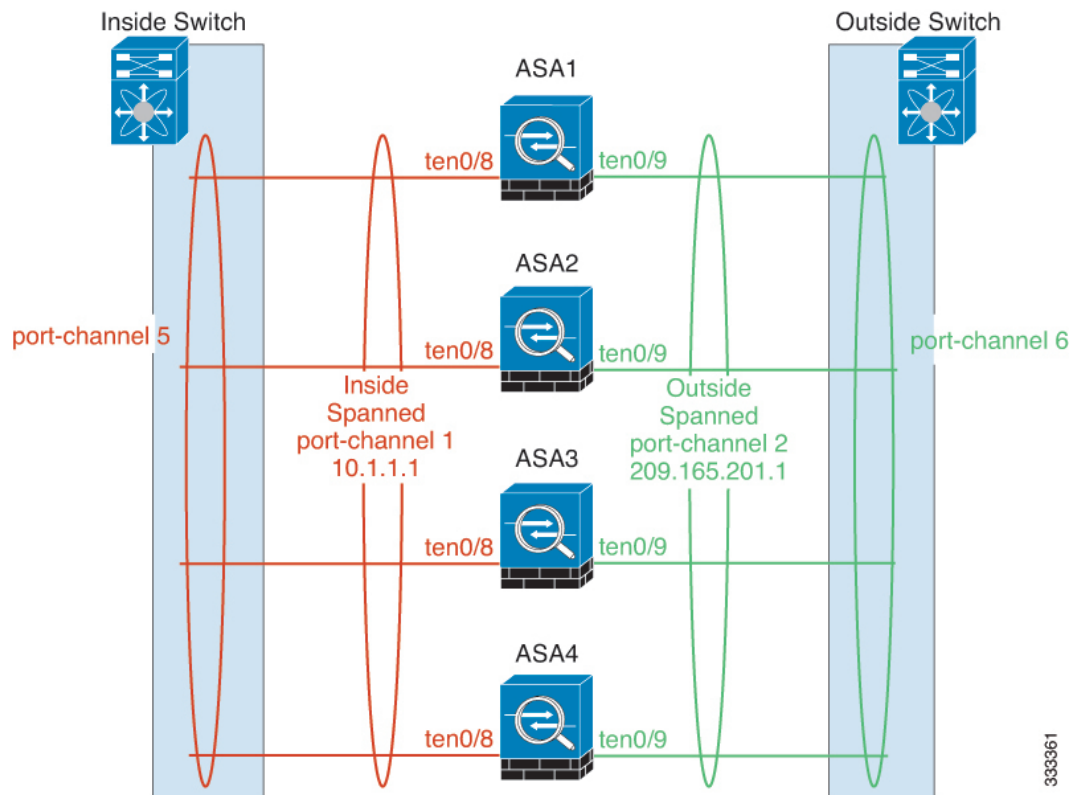 Inside Switch
Outside Switch
ASA1
ten0/8
ten0/9
ASA2
port-channel 5
ten0/8
ten0/9
port-channel 6
Inside
Spanned
port-channel 1
10.1.1.1
Outside
Spanned
port-channel 2
209.165.201.1
ASA3
ten0/8
ten0/9
ASA4
ten0/8
ten0/9
333361